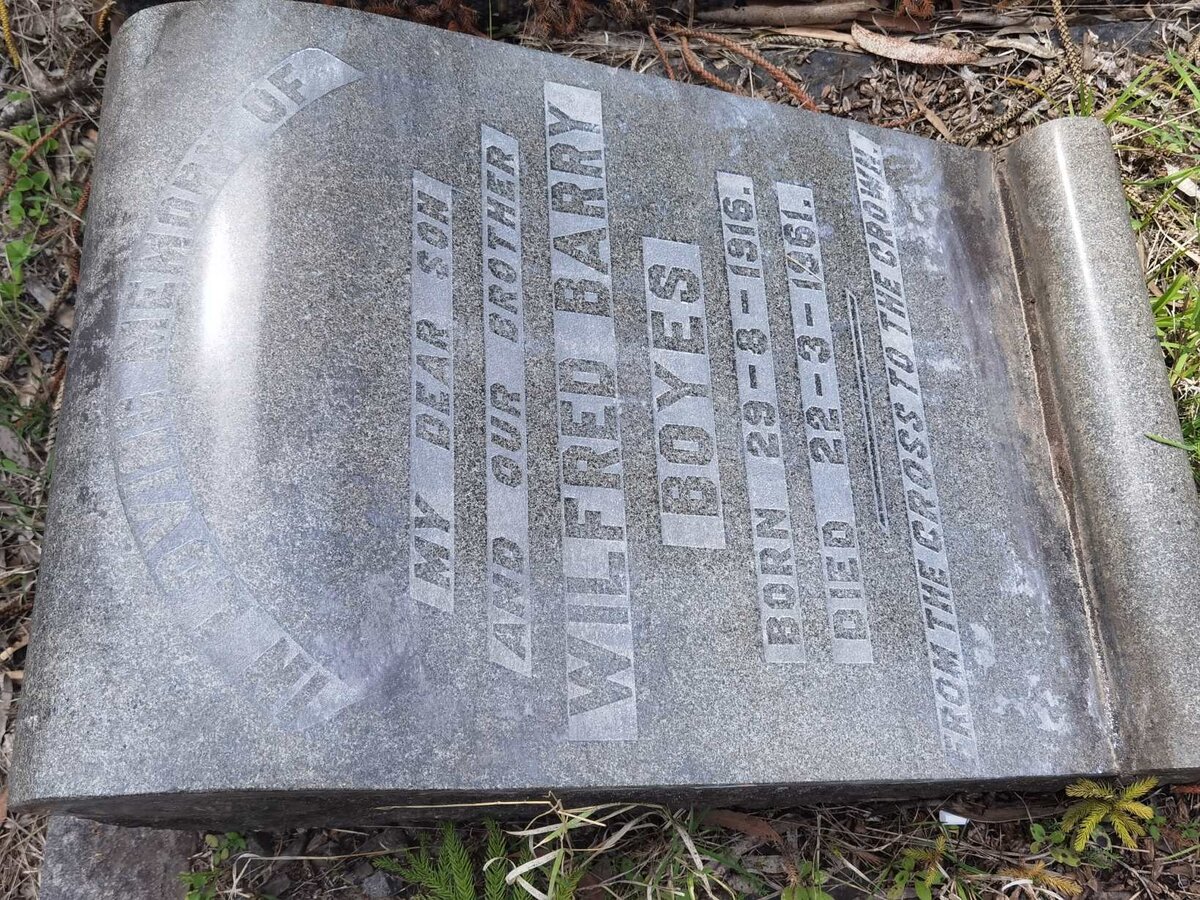 IN LOVING MEMORY OF
MY DEAR SON
AND OUR BROTHER
WILFRED BARRY
BOYES
BORN 29-8-1916.
DIED 22-3-1961.
FROM THE CROSS TO THE CROWN.